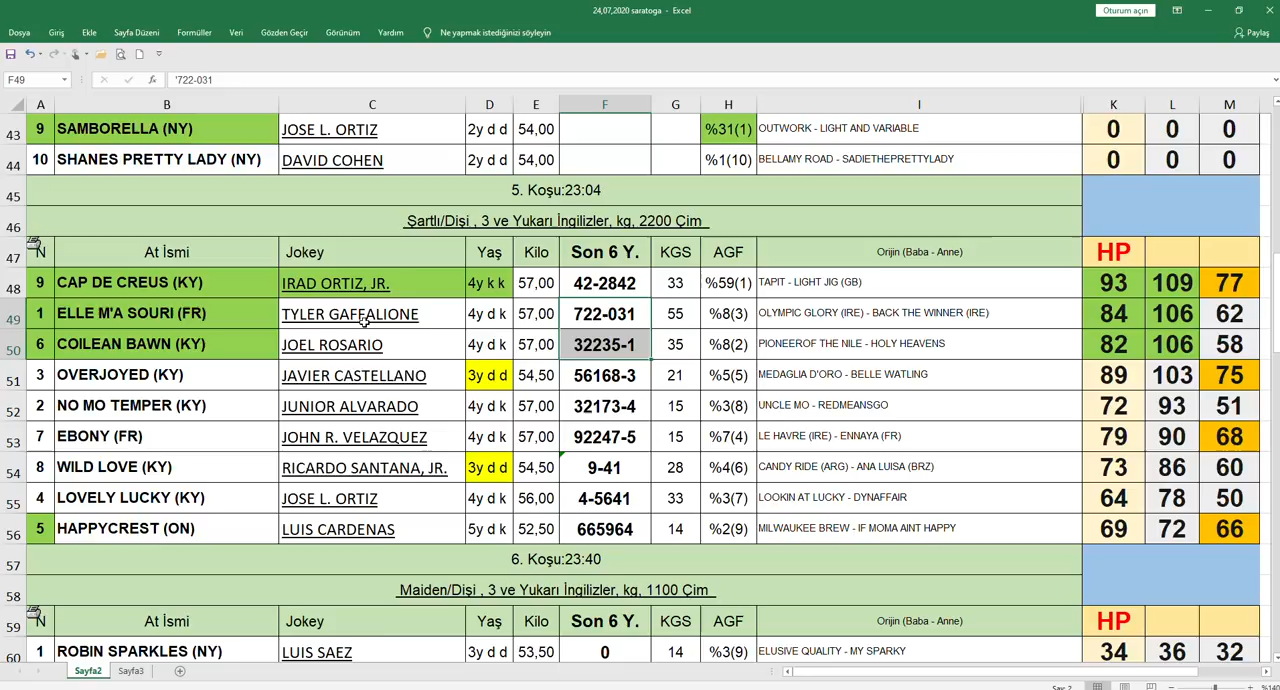 24,07,2020 saratoga - Excel
Oturum açın
Dosya Giriş Ekle Sayfa Düzeni Formüller Veri Gözden Geçir Görünüm Yardım Ne yapmak istediğinizi söyleyin Paylaş
F49 fx '722-031
A B C D E F G H I K L M
43 9 SAMBORELLA (NY) JOSE L. ORTIZ 2y d d 54,00 %31(1) OUTWORK - LIGHT AND VARIABLE 0 0 0
44 10 SHANES PRETTY LADY (NY) DAVID COHEN 2y d d 54,00 %1(10) BELLAMY ROAD - SADIETHEPRETTYLADY 0 0 0
45 5. Koşu:23:04
46 Şartlı/Dişi , 3 ve Yukarı İngilizler, kg, 2200 Çim
47 N At İsmi Jokey Yaş Kilo Son 6 Y. KGS AGF Orijin (Baba - Anne) HP
48 9 CAP DE CREUS (KY) IRAD ORTIZ, JR. 4y k k 57,00 42-2842 33 %59(1) TAPIT - LIGHT JIG (GB) 93 109 77
49 1 ELLE M'A SOURI (FR) TYLER GAFFALIONE 4y d k 57,00 722-031 55 %8(3) OLYMPIC GLORY (IRE) - BACK THE WINNER (IRE) 84 106 62
50 6 COILEAN BAWN (KY) JOEL ROSARIO 4y d k 57,00 32235-1 35 %8(2) PIONEEROF THE NILE - HOLY HEAVENS 82 106 58
51 3 OVERJOYED (KY) JAVIER CASTELLANO 3y d d 54,50 56168-3 21 %5(5) MEDAGLIA D'ORO - BELLE WATLING 89 103 75
52 2 NO MO TEMPER (KY) JUNIOR ALVARADO 4y d k 57,00 32173-4 15 %3(8) UNCLE MO - REDMEANSGO 72 93 51
53 7 EBONY (FR) JOHN R. VELAZQUEZ 4y d k 57,00 92247-5 15 %7(4) LE HAVRE (IRE) - ENNAYA (FR) 79 90 68
54 8 WILD LOVE (KY) RICARDO SANTANA, JR. 3y d d 54,50 9-41 28 %4(6) CANDY RIDE (ARG) - ANA LUISA (BRZ) 73 86 60
55 4 LOVELY LUCKY (KY) JOSE L. ORTIZ 4y d k 56,00 4-5641 33 %3(7) LOOKIN AT LUCKY - DYNAFFAIR 64 78 50
56 5 HAPPYCREST (ON) LUIS CARDENAS 5y d k 52,50 665964 14 %2(9) MILWAUKEE BREW - IF MOMA AINT HAPPY 69 72 66
57 6. Koşu:23:40
58 Maiden/Dişi , 3 ve Yukarı İngilizler, kg, 1100 Çim
59 N At İsmi Jokey Yaş Kilo Son 6 Y. KGS AGF Orijin (Baba - Anne) HP
60 1 ROBIN SPARKLES (NY) LUIS SAEZ 3y d d 53,50 0 14 %3(9) ELUSIVE QUALITY - MY SPARKY 34 36 32
Sayfa2 Sayfa3
%140